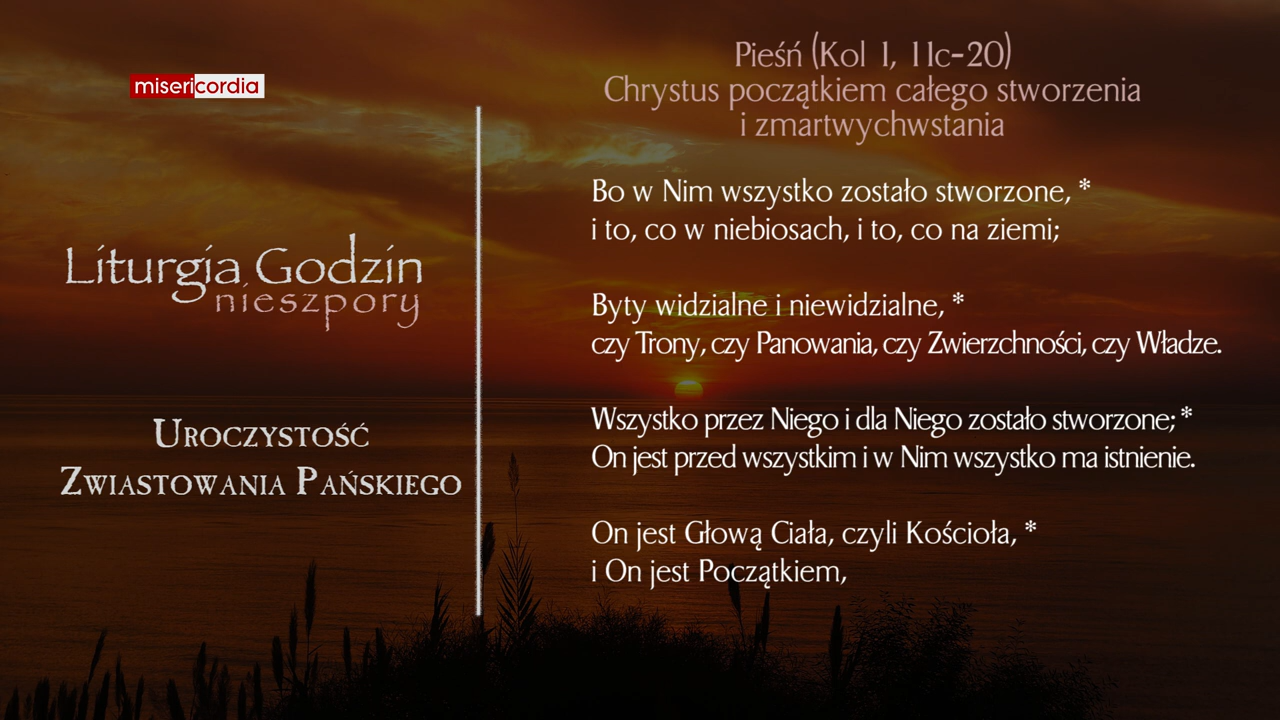 misericordia
Liturgia Godzin
nieszpory
Uroczystość
Zwiastowania Pańskiego
Pieśń (Kol 1, 11c-20)
Chrystus początkiem całego stworzenia
i zmartwychwstania
Bo w Nim wszystko zostało stworzone, *
i to, co w niebiosach, i to, co na ziemi;
Byty widzialne i niewidzialne, *
czy Trony, czy Panowania, czy Zwierzchności, czy Władze.
Wszystko przez Niego i dla Niego zostało stworzone; *
On jest przed wszystkim i w Nim wszystko ma istnienie.
On jest Głową Ciała, czyli Kościoła, *
i On jest Początkiem,